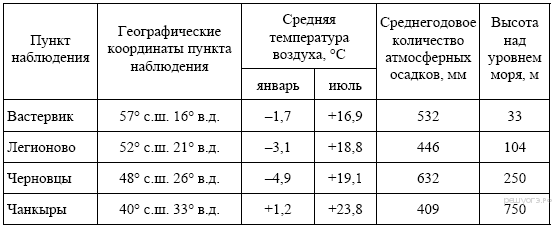 Пункт наблюдения
Географические координаты пункта наблюдения
Средняя температура воздуха, °С
январь
июль
Среднегодовое количество атмосферных осадков, мм
Высота над уровнем моря, м
Вастервик 57° с.ш. 16° в.д. –1,7 +16,9 532 33
Легионово 52° с.ш. 21° в.д. –3,1 +18,8 446 104
Черновцы 48° с.ш. 26° в.д. –4,9 +19,1 632 250
Чанкыры 40° с.ш. 33° в.д. +1,2 +23,8 409 750